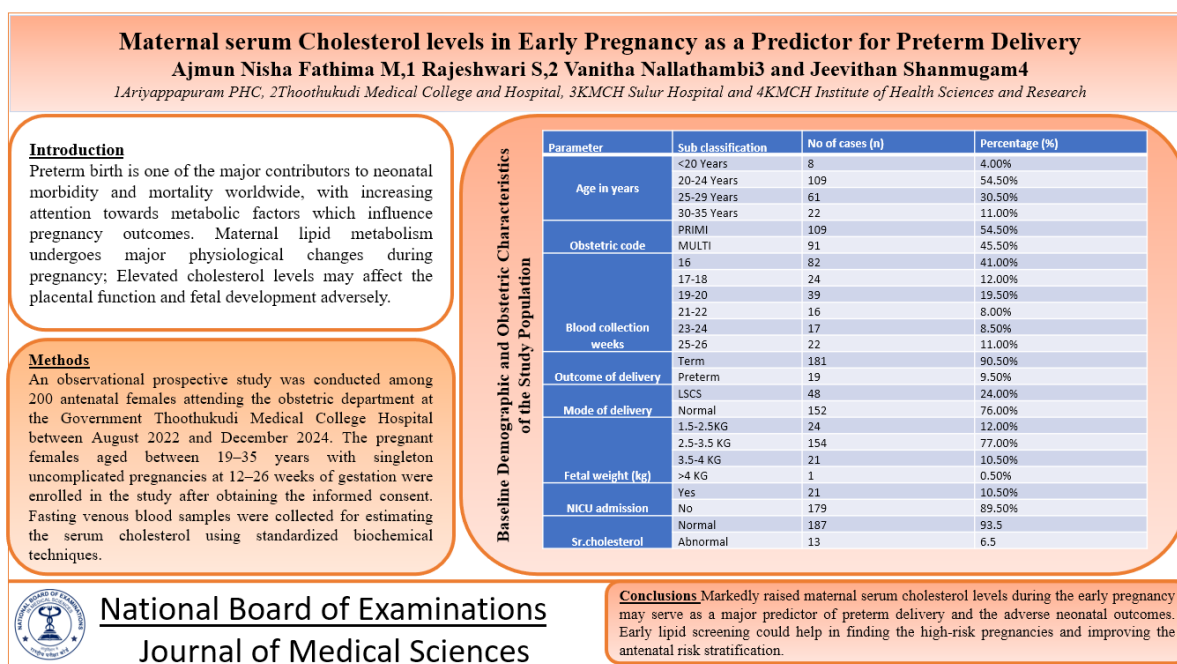 Maternal serum Cholesterol levels in Early Pregnancy as a Predictor for Preterm Delivery
Ajmun Nisha Fathima M,1 Rajeshwari S,2 Vanitha Nallathambi3 and Jeevithan Shanmugam4
1Ariyappapuram PHC, 2Thoothukudi Medical College and Hospital, 3KMCH Sulur Hospital and 4KMCH Institute of Health Sciences and Research
Introduction
Preterm birth is one of the major contributors to neonatal
morbidity and mortality worldwide, with increasing
attention towards metabolic factors which influence
pregnancy outcomes. Maternal lipid metabolism
undergoes major physiological changes during
pregnancy; Elevated cholesterol levels may affect the
placental function and fetal development adversely.
Methods
An observational prospective study was conducted among
200 antenatal females attending the obstetric department at
the Government Thoothukudi Medical College Hospital
between August 2022 and December 2024. The pregnant
females aged between 19–35 years with singleton
uncomplicated pregnancies at 12–26 weeks of gestation were
enrolled in the study after obtaining the informed consent.
Fasting venous blood samples were collected for estimating
the serum cholesterol using standardized biochemical
techniques.
Baseline Demographic and Obstetric Characteristics
of the Study Population
Parameter Sub classification No of cases (n) Percentage (%)
Age in years <20 Years 8 4.00%
20-24 Years 109 54.50%
25-29 Years 61 30.50%
30-35 Years 22 11.00%
Obstetric code PRIMI 109 54.50%
MULTI 91 45.50%
Blood collection weeks 16 82 41.00%
17-18 24 12.00%
19-20 39 19.50%
21-22 16 8.00%
23-24 17 8.50%
25-26 22 11.00%
Outcome of delivery Term 181 90.50%
Preterm 19 9.50%
Mode of delivery LSCS 48 24.00%
Normal 152 76.00%
Fetal weight (kg) 1.5-2.5KG 24 12.00%
2.5-3.5 KG 154 77.00%
3.5-4 KG 21 10.50%
>4 KG 1 0.50%
NICU admission Yes 21 10.50%
No 179 89.50%
Sr.cholesterol Normal 187 93.5
Abnormal 13 6.5
National Board of Examinations
Journal of Medical Sciences
Conclusions Markedly raised maternal serum cholesterol levels during the early pregnancy
may serve as a major predictor of preterm delivery and the adverse neonatal outcomes.
Early lipid screening could help in finding the high-risk pregnancies and improving the
antenatal risk stratification.